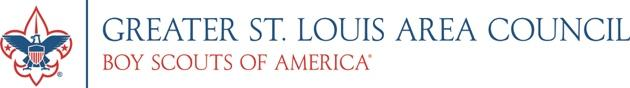 GREATER ST. LOUIS AREA COUNCIL
BOY SCOUTS OF AMERICA®
®